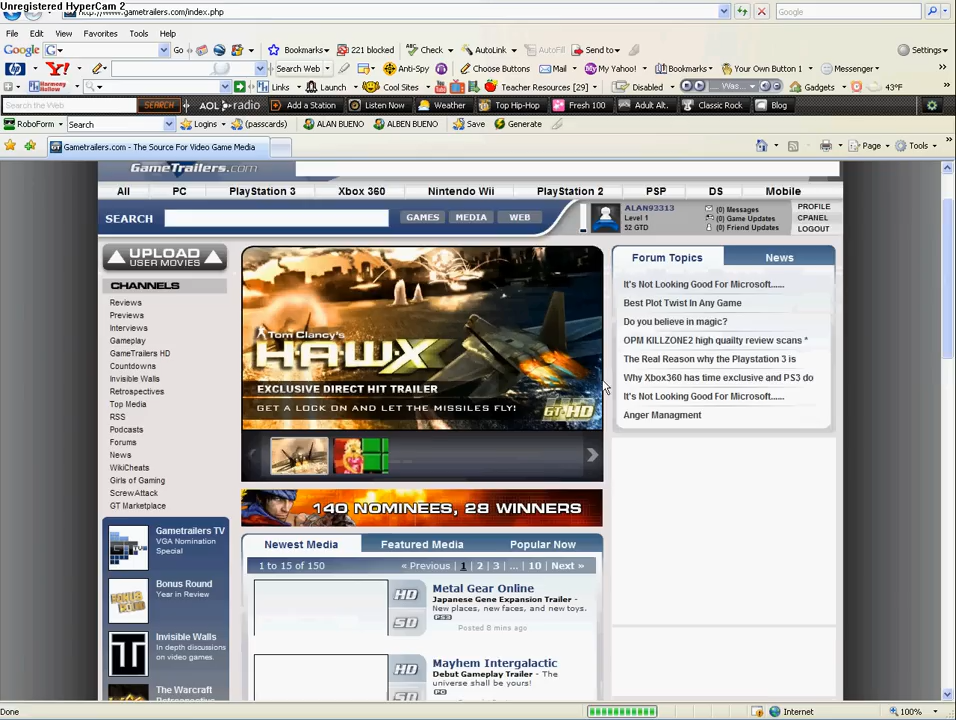 Unregistered HyperCam 2
http://www.gametrailers.com/index.php
Google
File Edit View Favorites Tools Help
Google G Go Bookmarks 221 blocked Check AutoLink AutoFill Send to Settings
hp Y! Search Web Anti-Spy Choose Buttons Mail My Yahoo! Bookmarks Your Own Button 1 Messenger
Links Launch Cool Sites Teacher Resources [29] Disabled Was... Gadgets 43°F
Search the Web SEARCH AOL radio Add a Station Listen Now Weather Top Hip-Hop Fresh 100 Adult Alt. Classic Rock Blog
RoboForm Search Logins (passcards) ALAN BUENO ALBEN BUENO Save Generate
Gametrailers.com - The Source For Video Game Media Page Tools
GAMETRAILERS.com
All PC PlayStation 3 Xbox 360 Nintendo Wii PlayStation 2 PSP DS Mobile
SEARCH GAMES MEDIA WEB
ALAN93313
Level 1
52 GTD
(0) Messages
(0) Game Updates
(0) Friend Updates
PROFILE
CPANEL
LOGOUT
UPLOAD
USER MOVIES
CHANNELS
Reviews
Previews
Interviews
Gameplay
GameTrailers HD
Countdowns
Invisible Walls
Retrospectives
Top Media
RSS
Podcasts
Forums
News
WikiCheats
Girls of Gaming
ScrewAttack
GT Marketplace
Gametrailers TV
VGA Nomination
Special
Bonus Round
Year in Review
Invisible Walls
In depth discussions
on video games.
The Warcraft
Tom Clancy's
HAWX
EXCLUSIVE DIRECT HIT TRAILER
GET A LOCK ON AND LET THE MISSILES FLY!
GT HD
140 NOMINEES, 28 WINNERS
Newest Media Featured Media Popular Now
1 to 15 of 150 « Previous 1 2 3 ... 10 Next »
HD
SD
Metal Gear Online
Japanese Gene Expansion Trailer -
New places, new faces, and new toys.
PS3
Posted 8 mins ago
HD
SD
Mayhem Intergalactic
Debut Gameplay Trailer - The
universe shall be yours!
PC
Forum Topics News
It's Not Looking Good For Microsoft......
Best Plot Twist In Any Game
Do you believe in magic?
OPM KILLZONE2 high quailty review scans *
The Real Reason why the Playstation 3 is
Why Xbox360 has time exclusive and PS3 do
It's Not Looking Good For Microsoft......
Anger Managment
Done Internet 100%